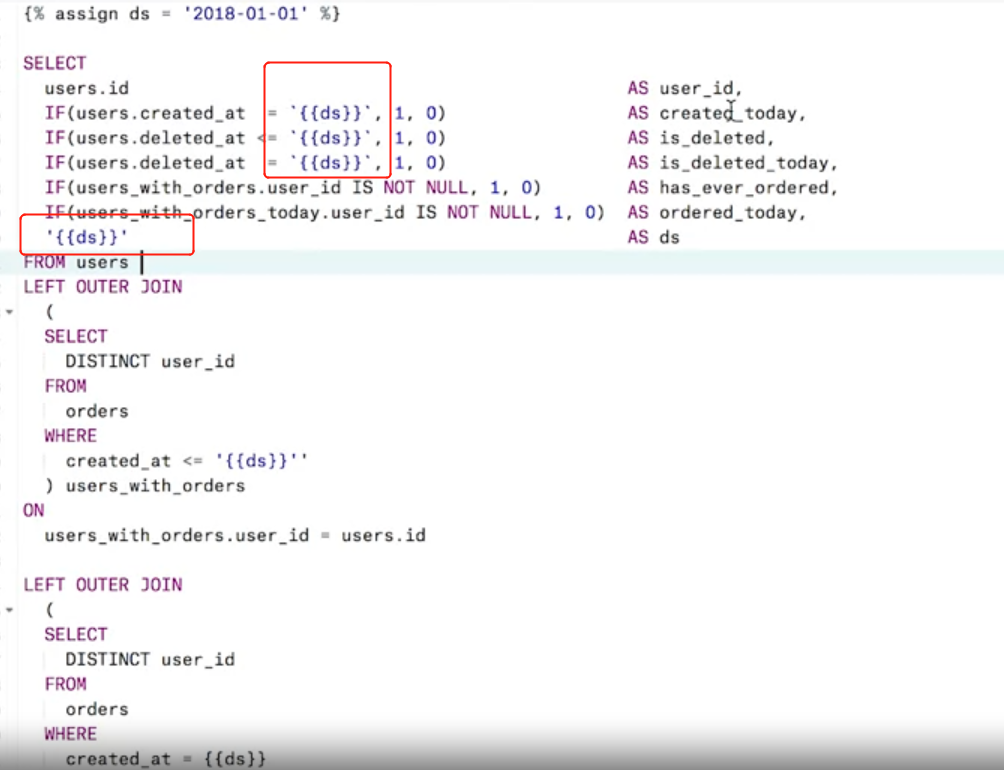 {% assign ds = '2018-01-01' %}
SELECT
users.id AS user_id,
IF(users.created_at = `{{ds}}`, 1, 0) AS created_today,
IF(users.deleted_at <= `{{ds}}`, 1, 0) AS is_deleted,
IF(users.deleted_at = `{{ds}}`, 1, 0) AS is_deleted_today,
IF(users_with_orders.user_id IS NOT NULL, 1, 0) AS has_ever_ordered,
IF(users_with_orders_today.user_id IS NOT NULL, 1, 0) AS ordered_today,
'{{ds}}' AS ds
FROM users
LEFT OUTER JOIN
(
SELECT
DISTINCT user_id
FROM
orders
WHERE
created_at <= '{{ds}}''
) users_with_orders
ON
users_with_orders.user_id = users.id
LEFT OUTER JOIN
(
SELECT
DISTINCT user_id
FROM
orders
WHERE
created_at = {{ds}}